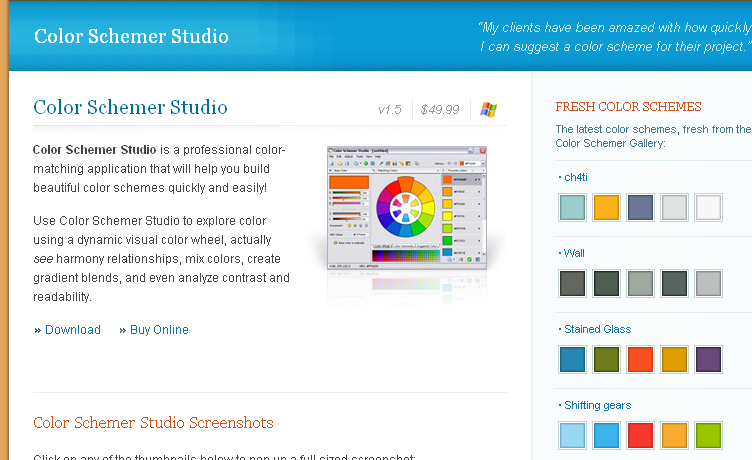 Color Schemer Studio
“My clients have been amazed with how quickly
I can suggest a color scheme for their project.”
Color Schemer Studio
v1.5
$49.99
Color Schemer Studio is a professional color-
matching application that will help you build
beautiful color schemes quickly and easily!
Use Color Schemer Studio to explore color
using a dynamic visual color wheel, actually
see harmony relationships, mix colors, create
gradient blends, and even analyze contrast and
readability.
» Download » Buy Online
Color Schemer Studio Screenshots
Click on any of the thumbnails below to pop up a full-sized screenshot:
FRESH COLOR SCHEMES
The latest color schemes, fresh from the
Color Schemer Gallery:
• ch4ti
• Wall
• Stained Glass
• Shifting gears